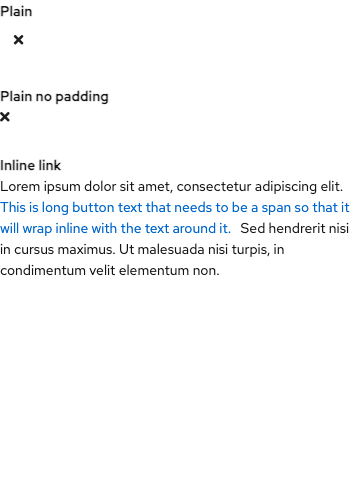 Plain
Plain no padding
Inline link
Lorem ipsum dolor sit amet, consectetur adipiscing elit.
This is long button text that needs to be a span so that it
will wrap inline with the text around it. Sed hendrerit nisi
in cursus maximus. Ut malesuada nisi turpis, in
condimentum velit elementum non.